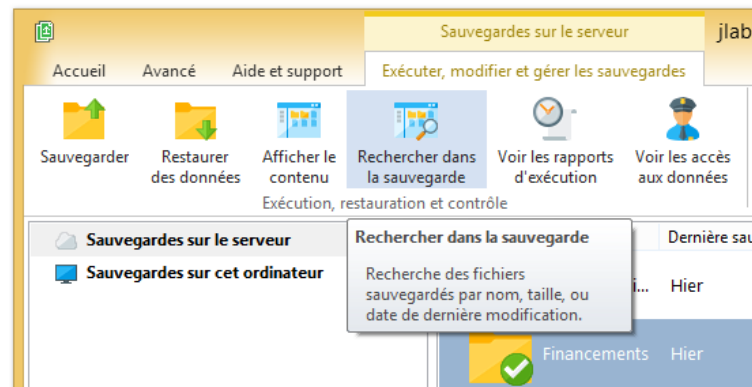 Sauvegardes sur le serveur
jlab
Accueil
Avancé
Aide et support
Exécuter, modifier et gérer les sauvegardes
Sauvegarder
Restaurer
des données
Afficher le
contenu
Rechercher dans
la sauvegarde
Voir les rapports
d'exécution
Voir les accès
aux données
Exécution, restauration et contrôle
Sauvegardes sur le serveur
Sauvegardes sur cet ordinateur
Rechercher dans la sauvegarde
Recherche des fichiers
sauvegardés par nom, taille, ou
date de dernière modification.
Dernière sau
i... Hier
Financements Hier